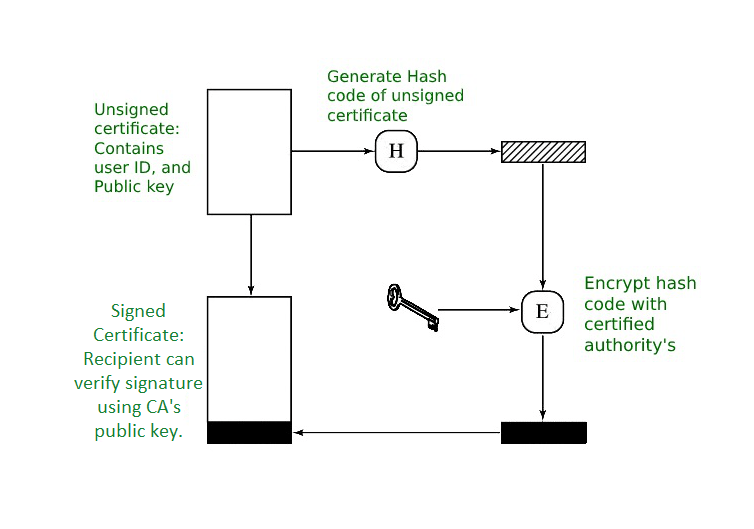 Generate Hash
code of unsigned
certificate
Unsigned
certificate:
Contains
user ID, and
Public key
H
Encrypt hash
code with
certified
authority's
E
Signed
Certificate:
Recipient can
verify signature
using CA's
public key.